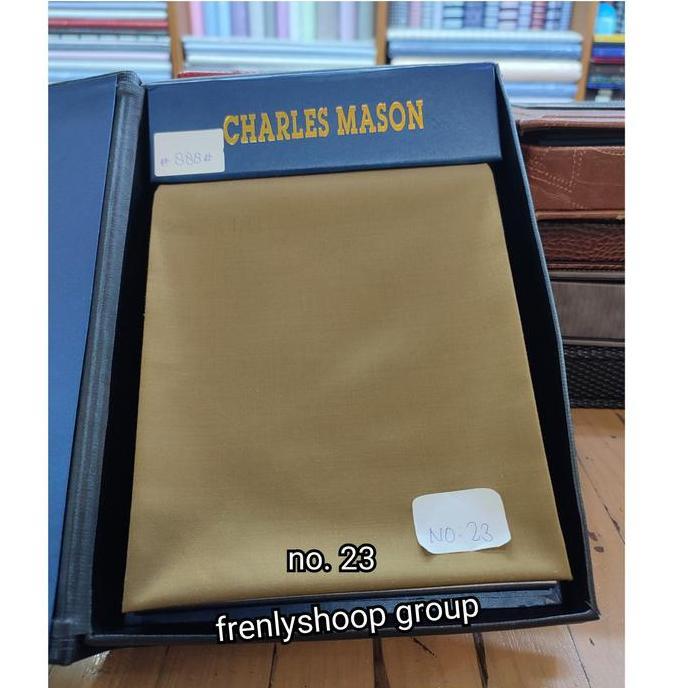 CHARLES MASON
# 888 #
NO. 23
no. 23
frenlyshoop group